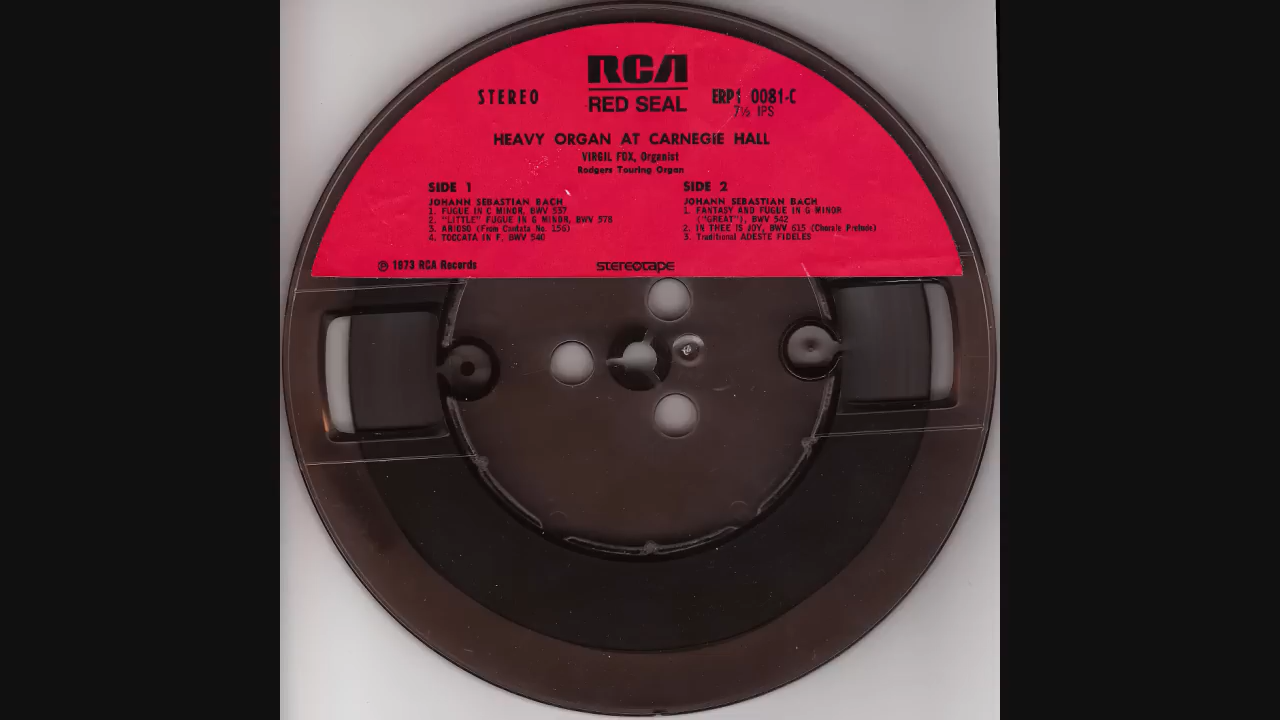 RCA
STEREO
RED SEAL
ERP1 0081-C
7½ IPS
HEAVY ORGAN AT CARNEGIE HALL
VIRGIL FOX, Organist
Rodgers Touring Organ
SIDE 1
JOHANN SEBASTIAN BACH
1. FUGUE IN C MINOR, BWV 537
2. "LITTLE" FUGUE IN G MINOR, BWV 578
3. ARIOSO (From Cantata No. 156)
4. TOCCATA IN F, BWV 540
SIDE 2
JOHANN SEBASTIAN BACH
1. FANTASY AND FUGUE IN G MINOR
("GREAT"), BWV 542
2. IN THEE IS JOY, BWV 615 (Chorale Prelude)
3. Traditional ADESTE FIDELES
℗ 1973 RCA Records
STEREOTAPE